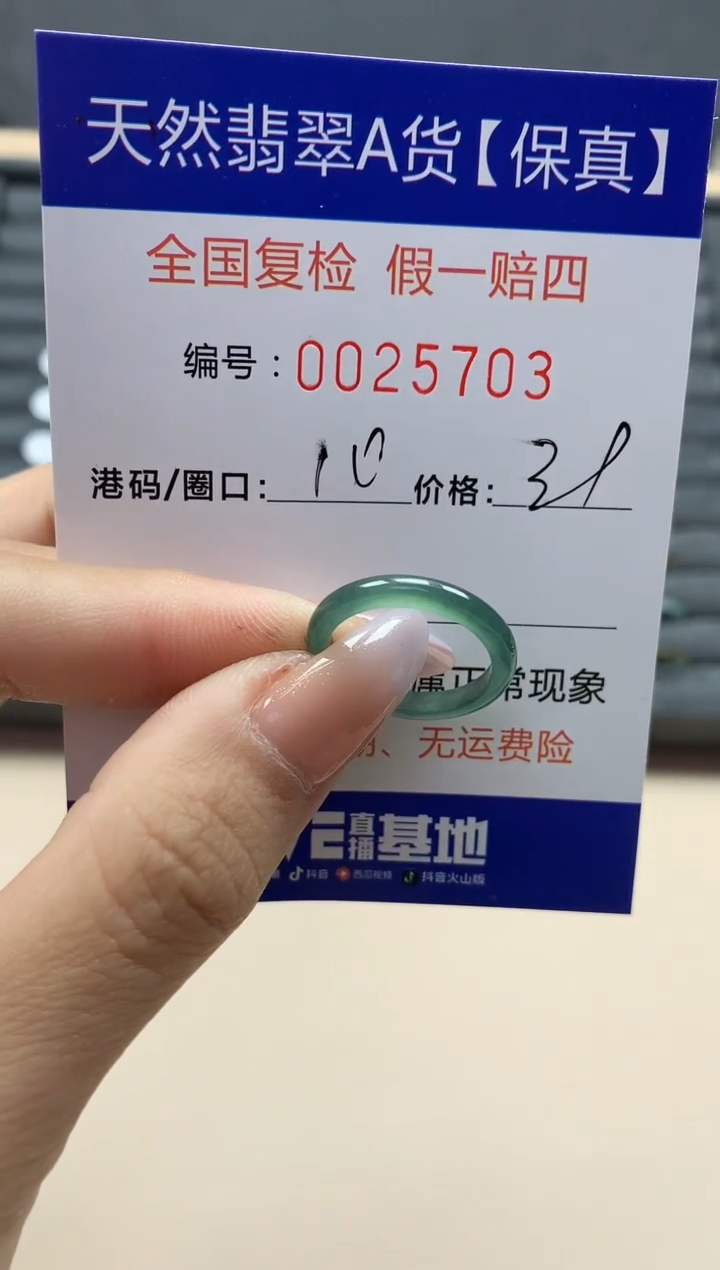 天然翡翠A货【保真】
全国复检 假一赔四
编号:0025703
港码/圈口:10 价格:
属正常现象
、无运费险
直播基地
抖音 西瓜视频 抖音火山版